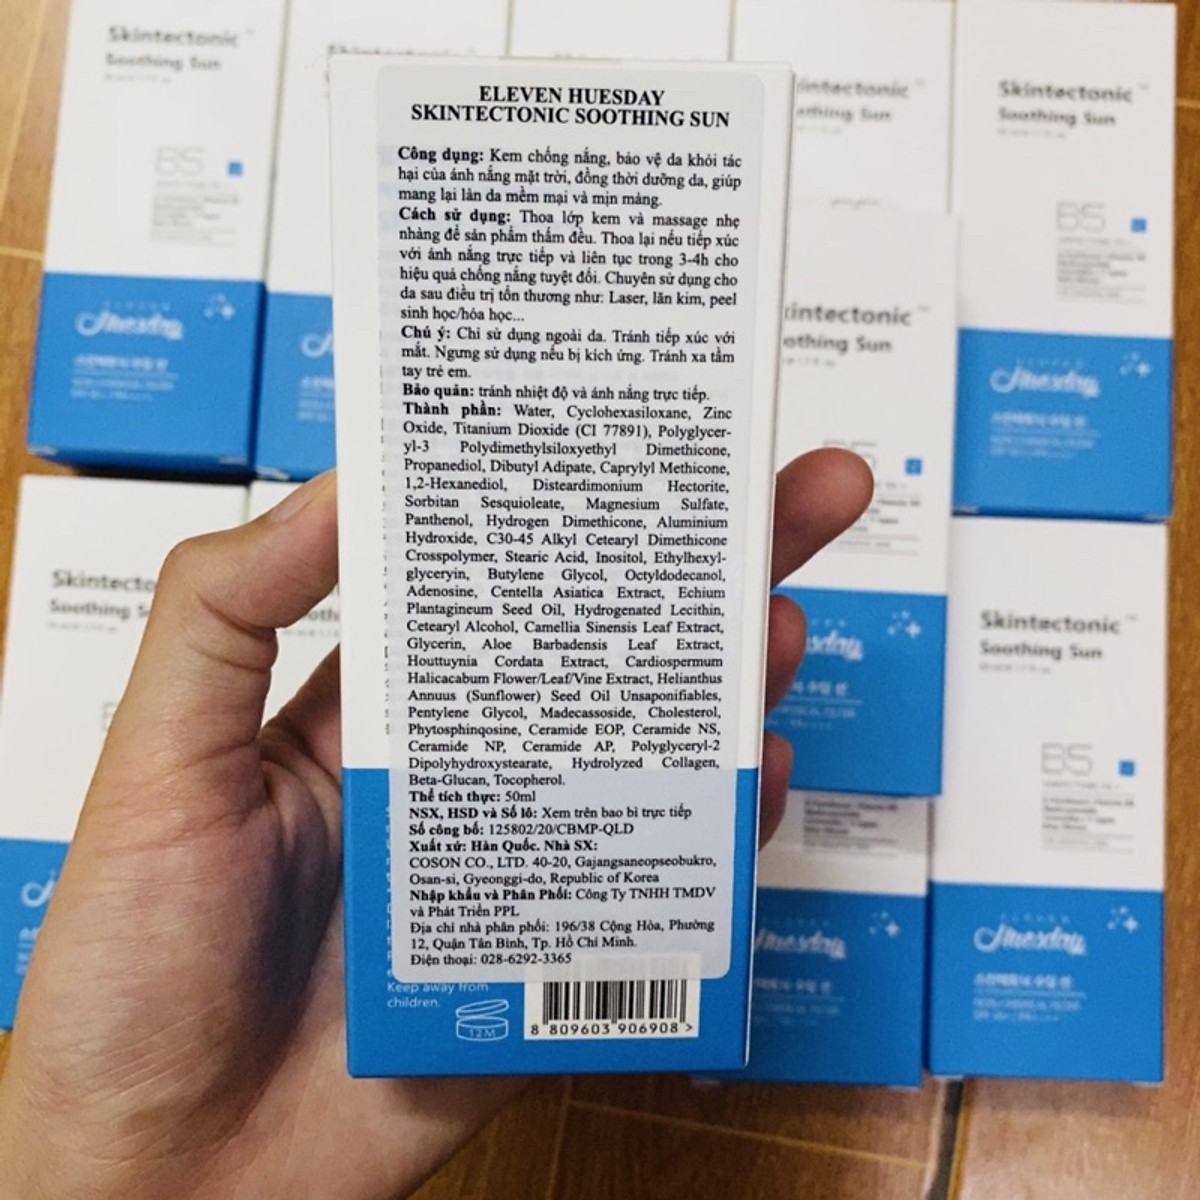 Skintectonic
Soothing Sun
B5
Huesday
Skintectonic
Soothing Sun
B5
Huesday
ELEVEN HUESDAY
SKINTECTONIC SOOTHING SUN
Công dụng: Kem chống nắng, bảo vệ da khỏi tác
hại của ánh nắng mặt trời, đồng thời dưỡng da, giúp
mang lại làn da mềm mại và mịn màng.
Cách sử dụng: Thoa lớp kem và massage nhẹ
nhàng để sản phẩm thấm đều. Thoa lại nếu tiếp xúc
với ánh nắng trực tiếp và liên tục trong 3-4h cho
hiệu quả chống nắng tuyệt đối. Chuyên sử dụng cho
da sau điều trị tổn thương như: Laser, lăn kim, peel
sinh học/hóa học...
Chú ý: Chỉ sử dụng ngoài da. Tránh tiếp xúc với
mắt. Ngưng sử dụng nếu bị kích ứng. Tránh xa tầm
tay trẻ em.
Bảo quản: tránh nhiệt độ và ánh nắng trực tiếp.
Thành phần: Water, Cyclohexasiloxane, Zinc
Oxide, Titanium Dioxide (CI 77891), Polyglycer-
yl-3 Polydimethylsiloxyethyl Dimethicone,
Propanediol, Dibutyl Adipate, Caprylyl Methicone,
1,2-Hexanediol, Disteardimonium Hectorite,
Sorbitan Sesquioleate, Magnesium Sulfate,
Panthenol, Hydrogen Dimethicone, Aluminium
Hydroxide, C30-45 Alkyl Cetearyl Dimethicone
Crosspolymer, Stearic Acid, Inositol, Ethylhexyl-
glyceryin, Butylene Glycol, Octyldodecanol,
Adenosine, Centella Asiatica Extract, Echium
Plantagineum Seed Oil, Hydrogenated Lecithin,
Cetearyl Alcohol, Camellia Sinensis Leaf Extract,
Glycerin, Aloe Barbadensis Leaf Extract,
Houttuynia Cordata Extract, Cardiospermum
Halicacabum Flower/Leaf/Vine Extract, Helianthus
Annuus (Sunflower) Seed Oil Unsaponifiables,
Pentylene Glycol, Madecassoside, Cholesterol,
Phytosphinqosine, Ceramide EOP, Ceramide NS,
Ceramide NP, Ceramide AP, Polyglyceryl-2
Dipolyhydroxystearate, Hydrolyzed Collagen,
Beta-Glucan, Tocopherol.
Thể tích thực: 50ml
NSX, HSD và Số lô: Xem trên bao bì trực tiếp
Số công bố: 125802/20/CBMP-QLD
Xuất xứ: Hàn Quốc. Nhà SX:
COSON CO., LTD. 40-20, Gajangsaneopseobukro,
Osan-si, Gyeonggi-do, Republic of Korea
Nhập khẩu và Phân Phối: Công Ty TNHH TMDV
và Phát Triển PPL
Địa chỉ nhà phân phối: 196/38 Cộng Hòa, Phường
12, Quận Tân Bình, Tp. Hồ Chí Minh.
Điện thoại: 028-6292-3365
Keep away from
children.
12M
8 809603 906908 >
Skintectonic
Soothing Sun
B5
Huesday